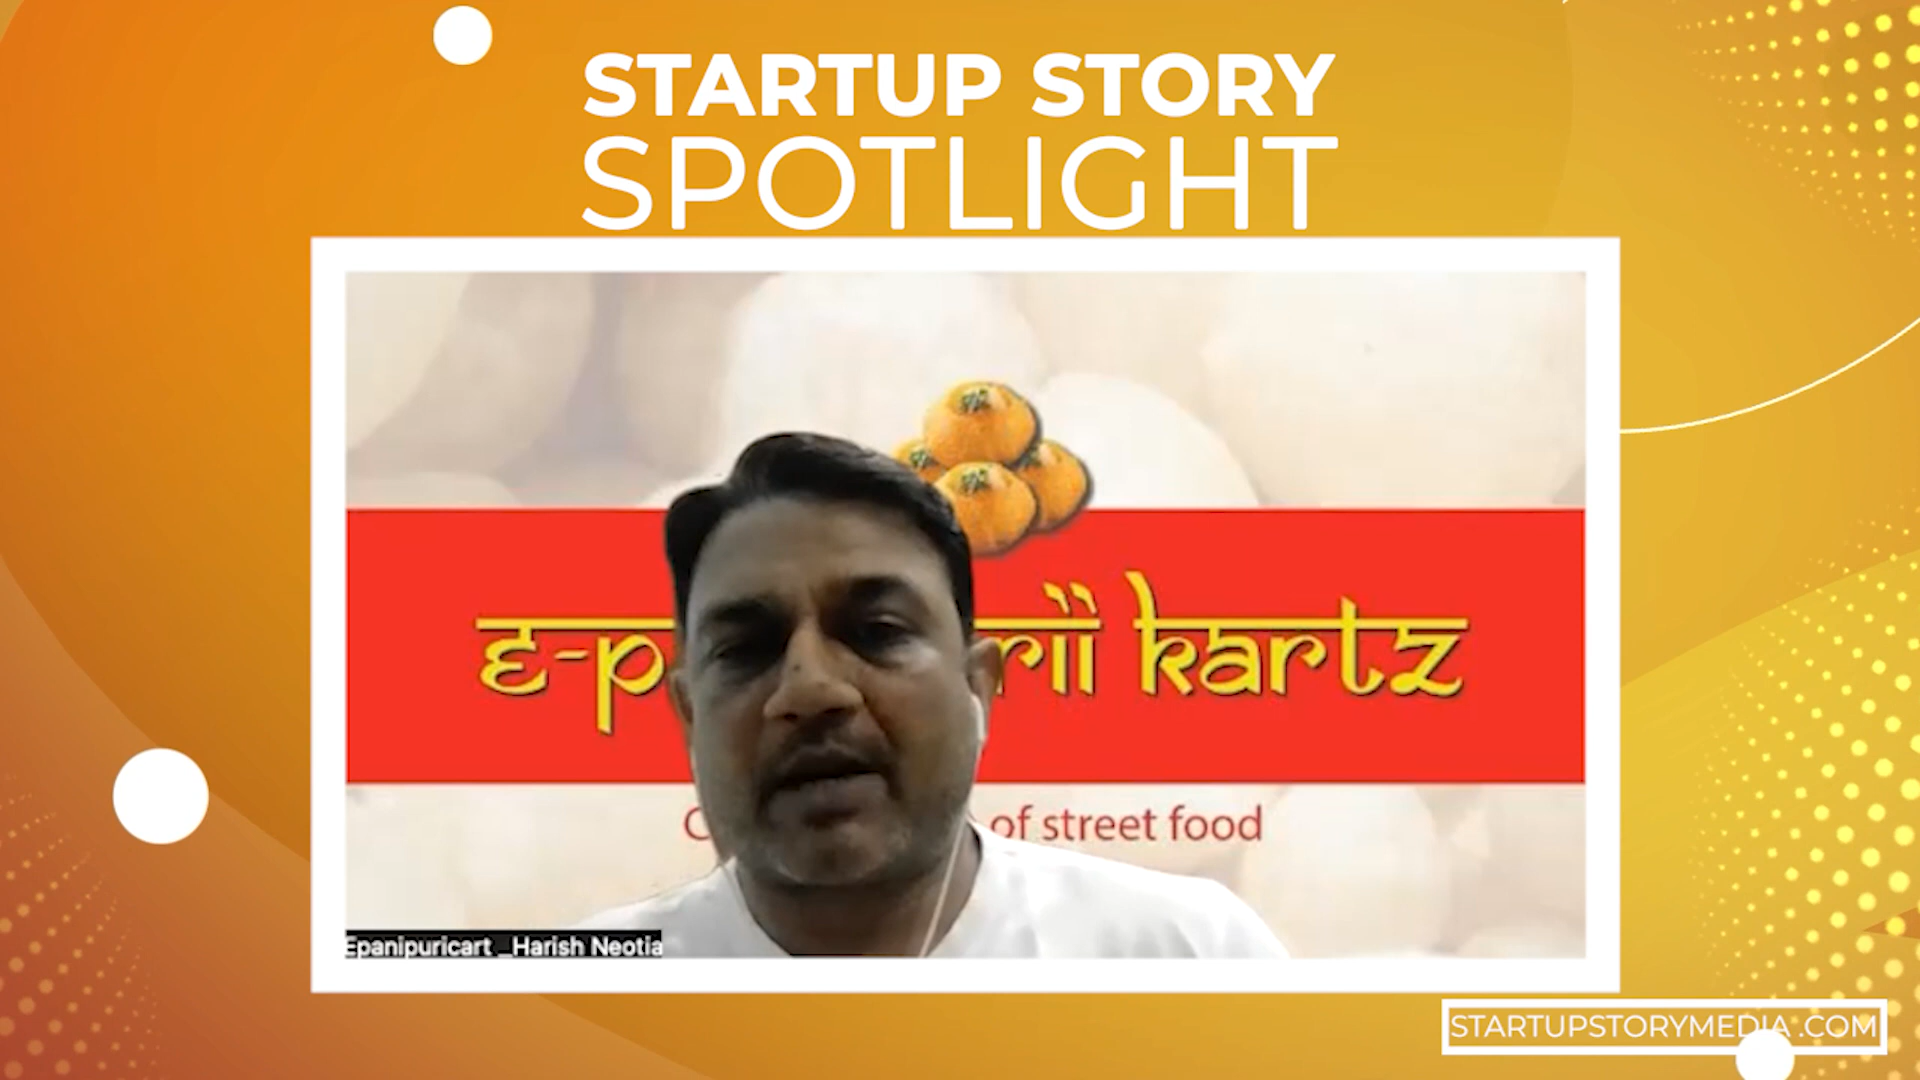 STARTUP STORY
SPOTLIGHT
rii kartz
of street food
Epanipuricart _Harish Neotia
STARTUPSTORYMEDIA.COM